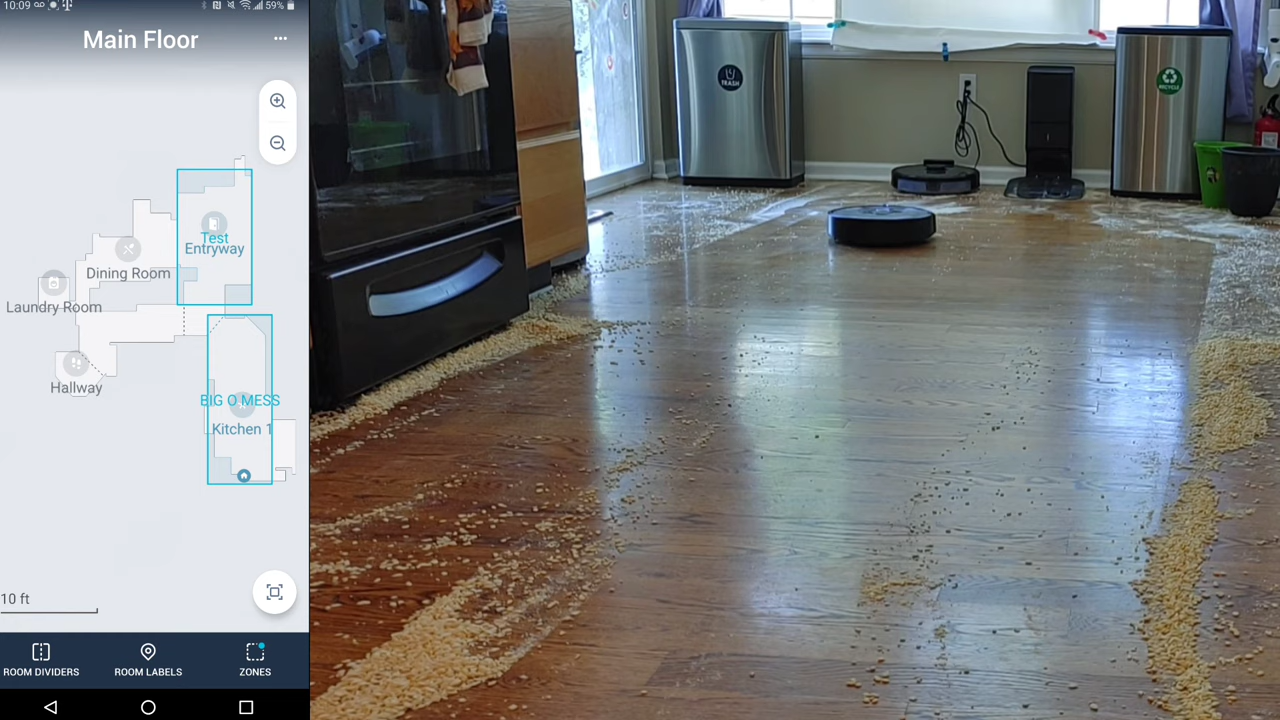 10:09
59%
Main Floor
Test
Entryway
Dining Room
Laundry Room
Hallway
BIG O MESS
Kitchen 1
10 ft
ROOM DIVIDERS
ROOM LABELS
ZONES
TRASH
RECYCLE